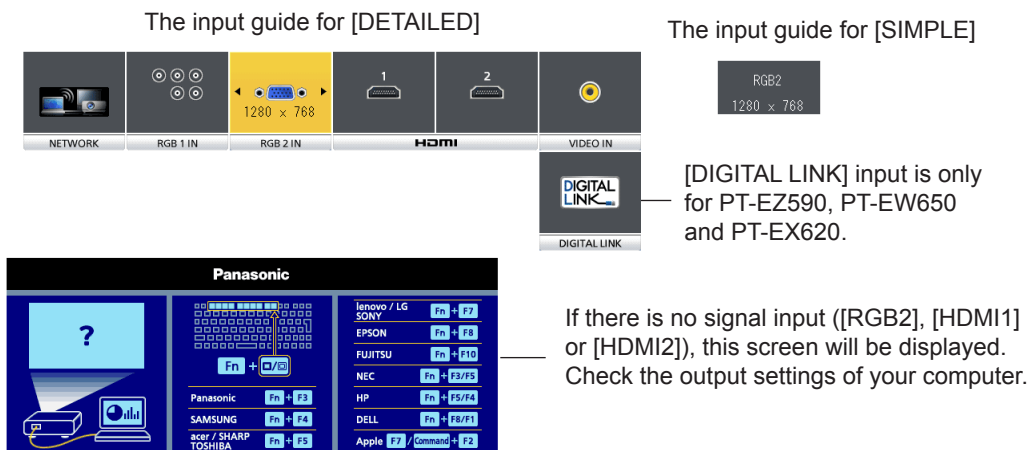 The input guide for [DETAILED]
The input guide for [SIMPLE]
1280 × 768
1
2
NETWORK
RGB 1 IN
RGB 2 IN
HDMI
VIDEO IN
RGB2
1280 × 768
DIGITAL
LINK
DIGITAL LINK
[DIGITAL LINK] input is only
for PT-EZ590, PT-EW650
and PT-EX620.
Panasonic
?
Fn +
Panasonic Fn + F3
SAMSUNG Fn + F4
acer / SHARP
TOSHIBA Fn + F5
lenovo / LG
SONY Fn + F7
EPSON Fn + F8
FUJITSU Fn + F10
NEC Fn + F3/F5
HP Fn + F5/F4
DELL Fn + F8/F1
Apple F7 / Command + F2
If there is no signal input ([RGB2], [HDMI1]
or [HDMI2]), this screen will be displayed.
Check the output settings of your computer.